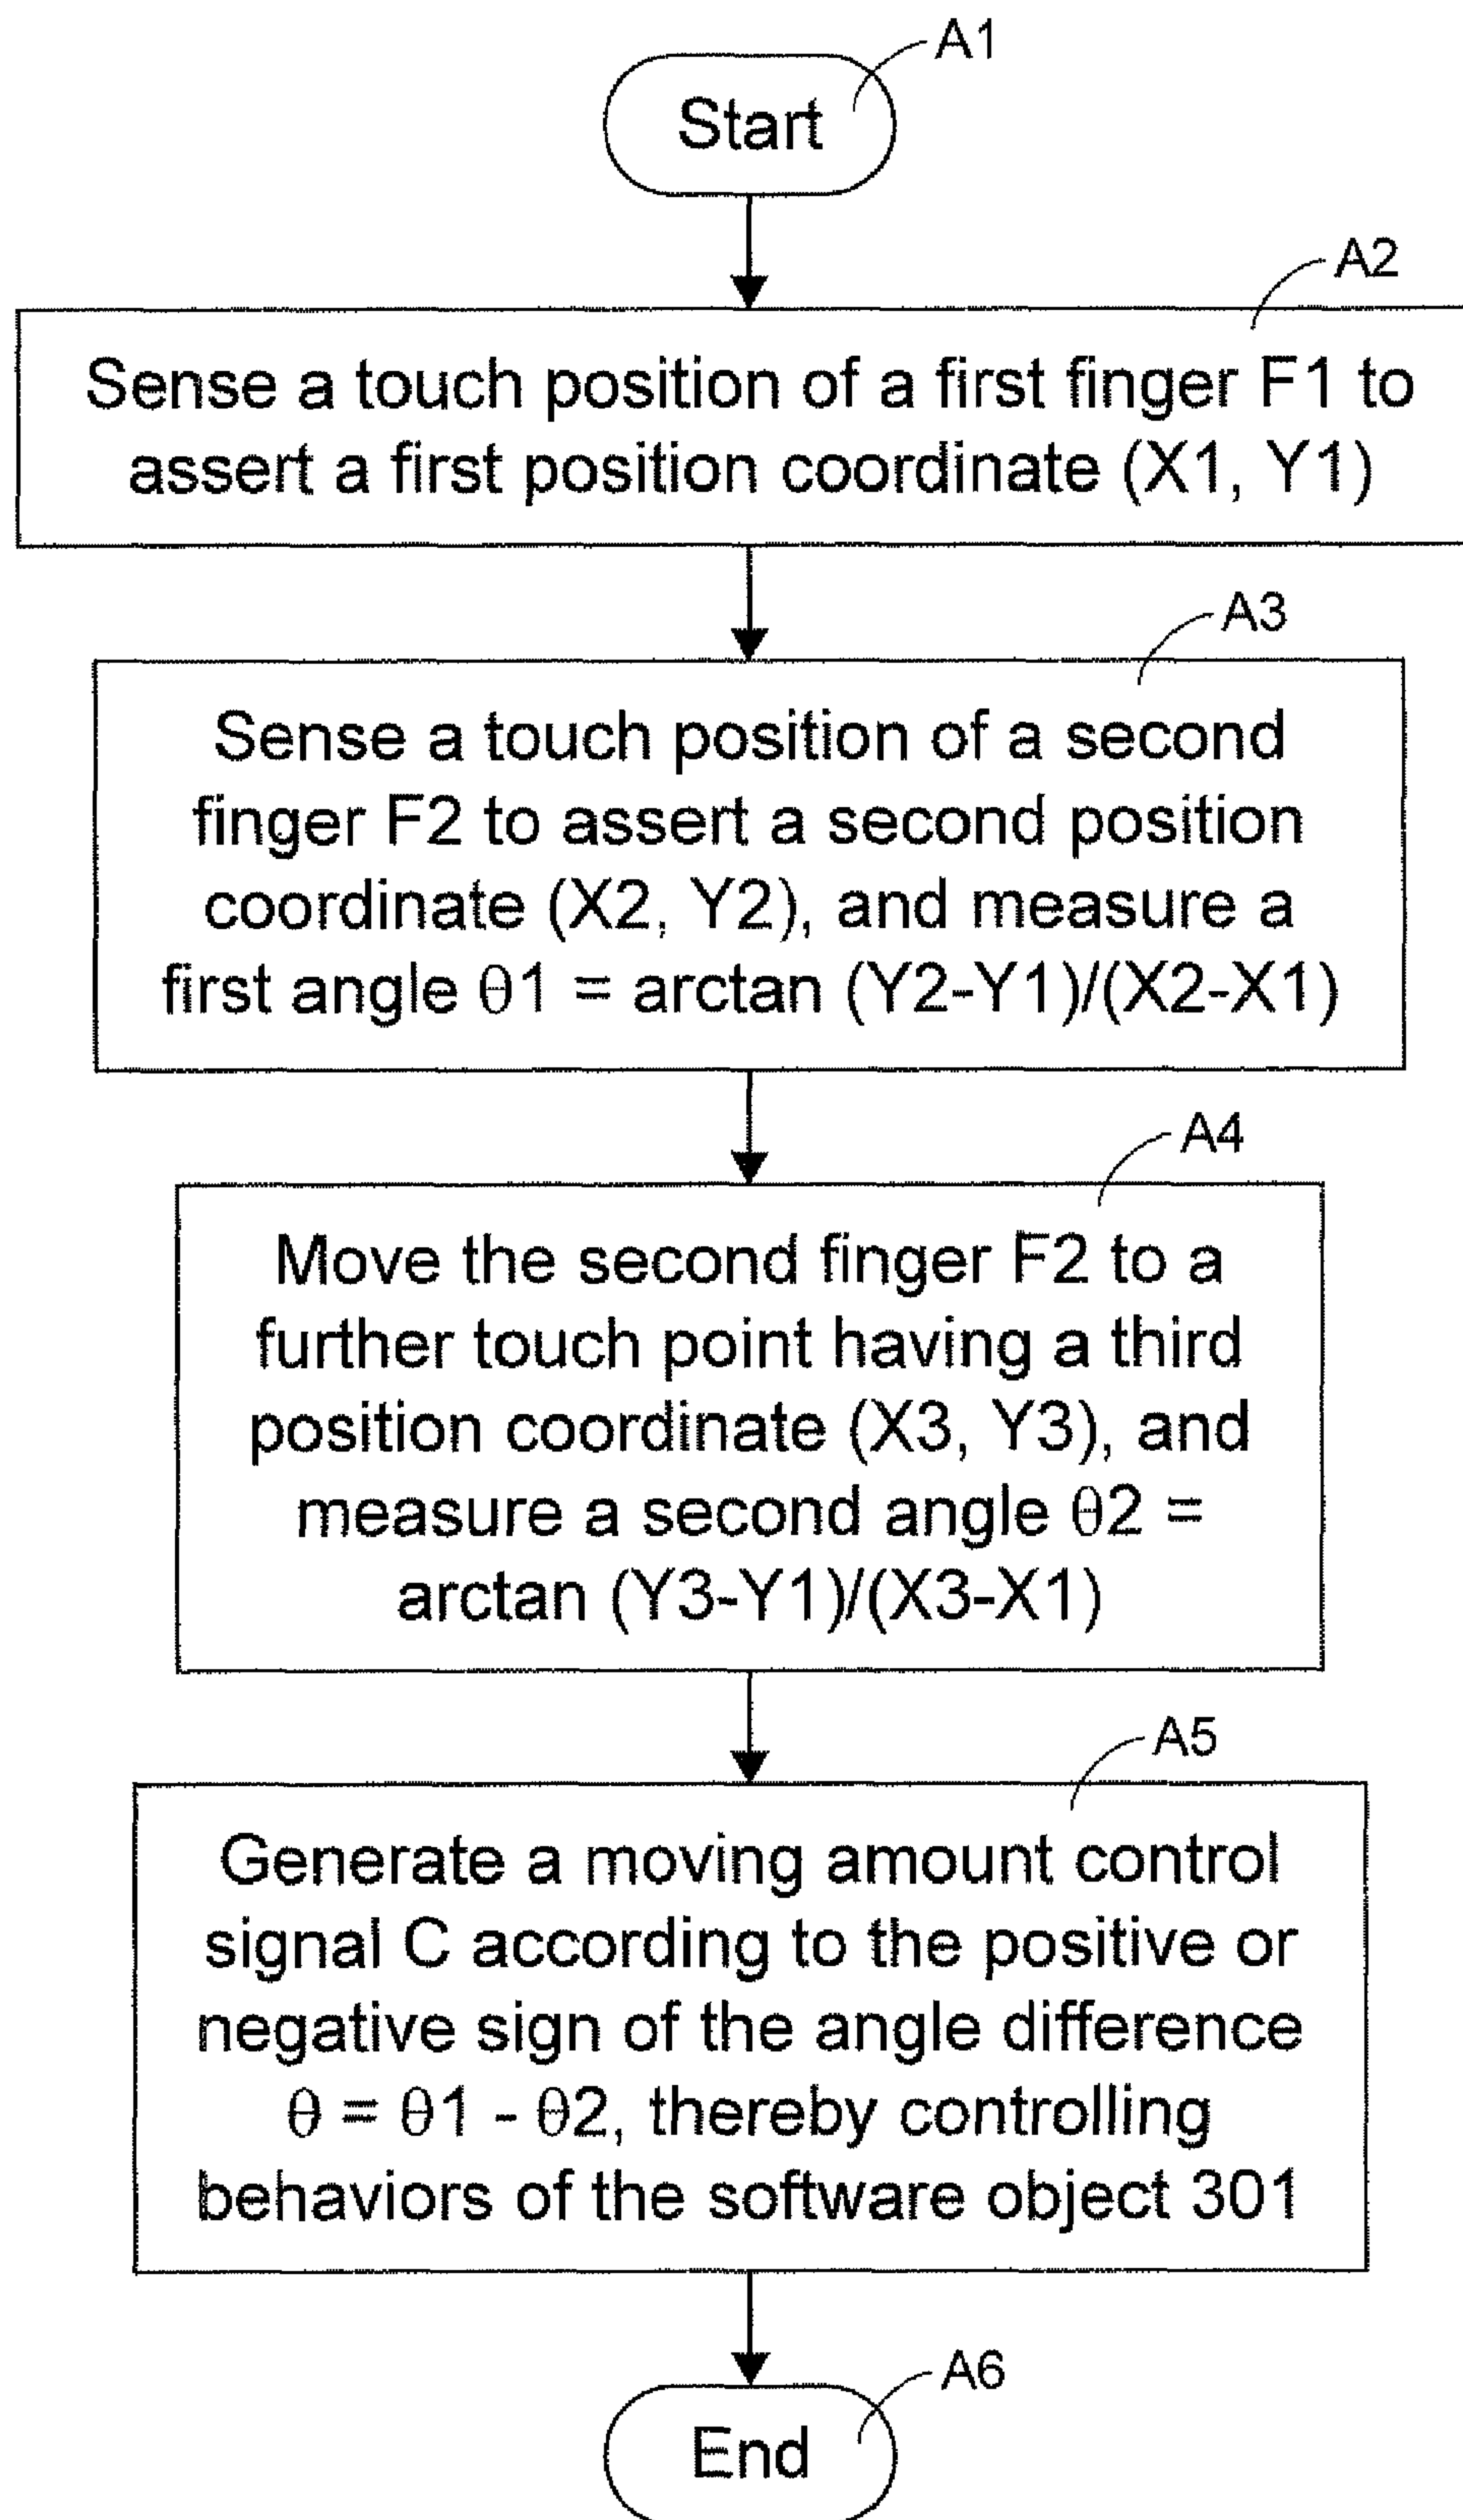 A1
Start
A2
Sense a touch position of a first finger F1 to
assert a first position coordinate (X1, Y1)
A3
Sense a touch position of a second
finger F2 to assert a second position
coordinate (X2, Y2), and measure a
first angle θ1 = arctan (Y2-Y1)/(X2-X1)
A4
Move the second finger F2 to a
further touch point having a third
position coordinate (X3, Y3), and
measure a second angle θ2 =
arctan (Y3-Y1)/(X3-X1)
A5
Generate a moving amount control
signal C according to the positive or
negative sign of the angle difference
θ = θ1 - θ2, thereby controlling
behaviors of the software object 301
A6
End